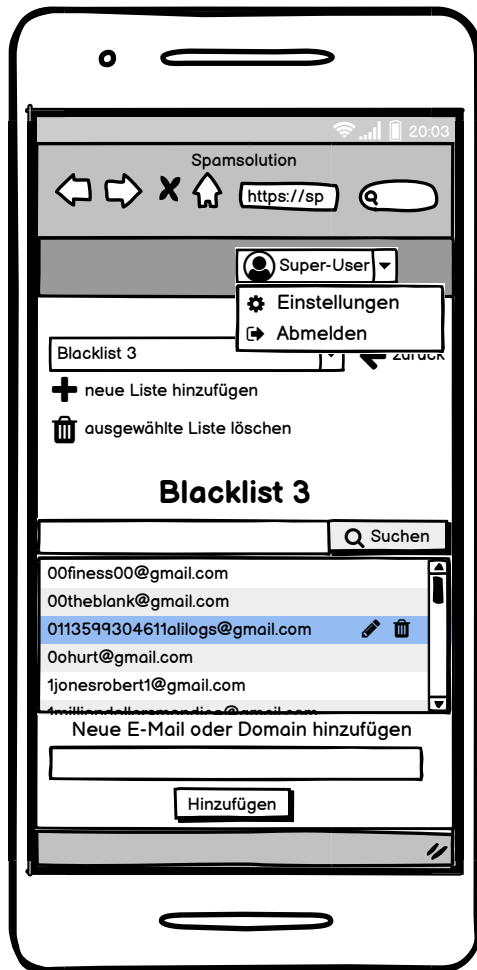 20:03
Spamsolution
https://sp
Super-User
Einstellungen
Abmelden
Blacklist 3
zurück
neue Liste hinzufügen
ausgewählte Liste löschen
Blacklist 3
Suchen
00finess00@gmail.com
00theblank@gmail.com
0113599304611alilogs@gmail.com
0ohurt@gmail.com
1jonesrobert1@gmail.com
Neue E-Mail oder Domain hinzufügen
Hinzufügen